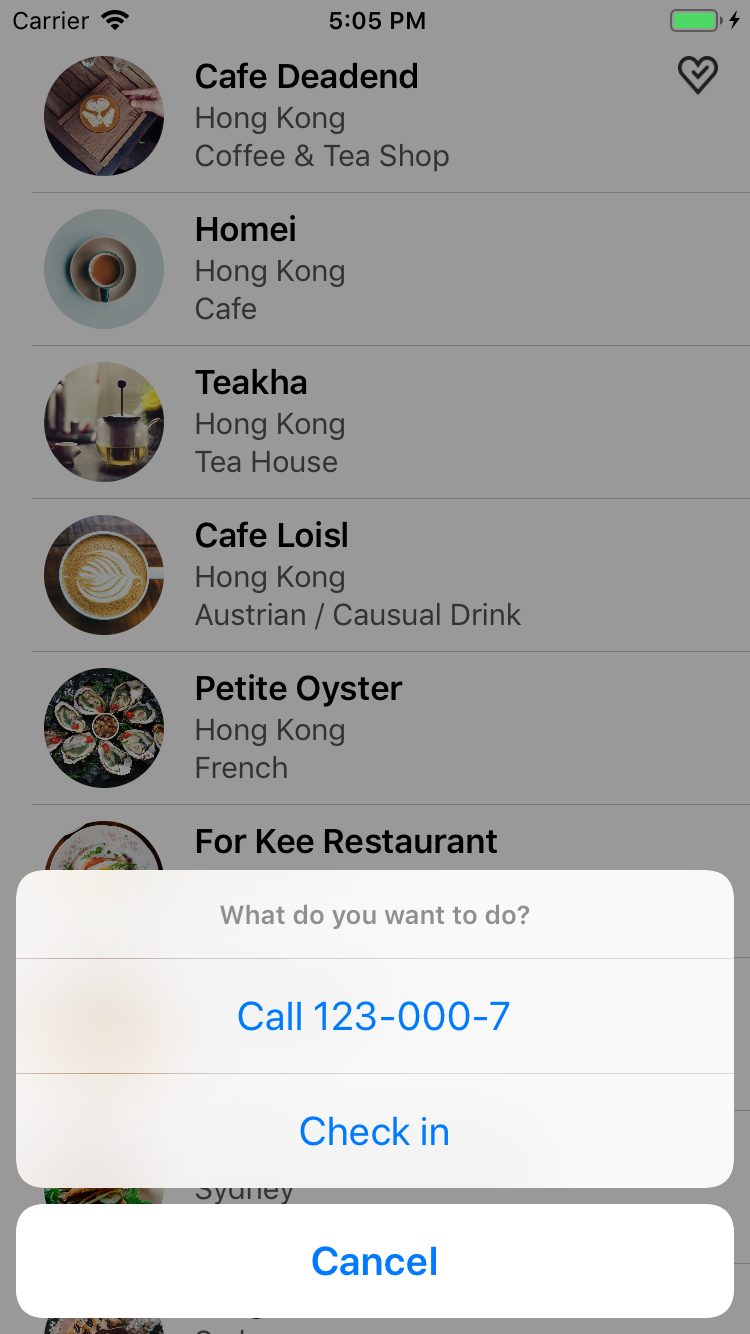 Carrier 5:05 PM
Cafe Deadend
Hong Kong
Coffee & Tea Shop
Homei
Hong Kong
Cafe
Teakha
Hong Kong
Tea House
Cafe Loisl
Hong Kong
Austrian / Causual Drink
Petite Oyster
Hong Kong
French
For Kee Restaurant
What do you want to do?
Call 123-000-7
Check in
Sydney
Cancel